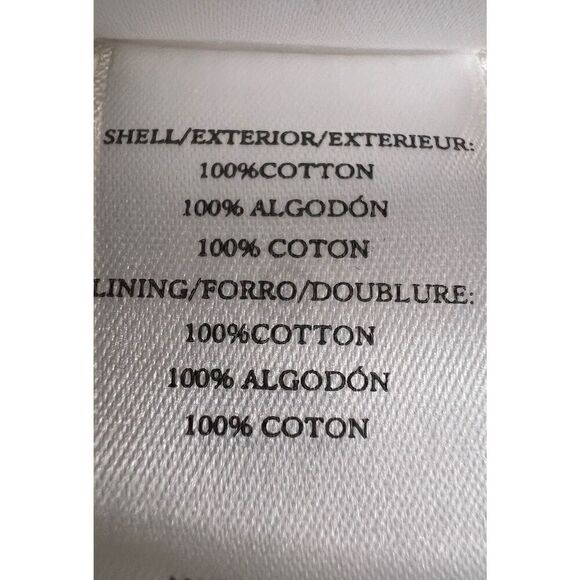 SHELL/EXTERIOR/EXTERIEUR:
100%COTTON
100% ALGODÓN
100% COTON
LINING/FORRO/DOUBLURE:
100%COTTON
100% ALGODÓN
100% COTON